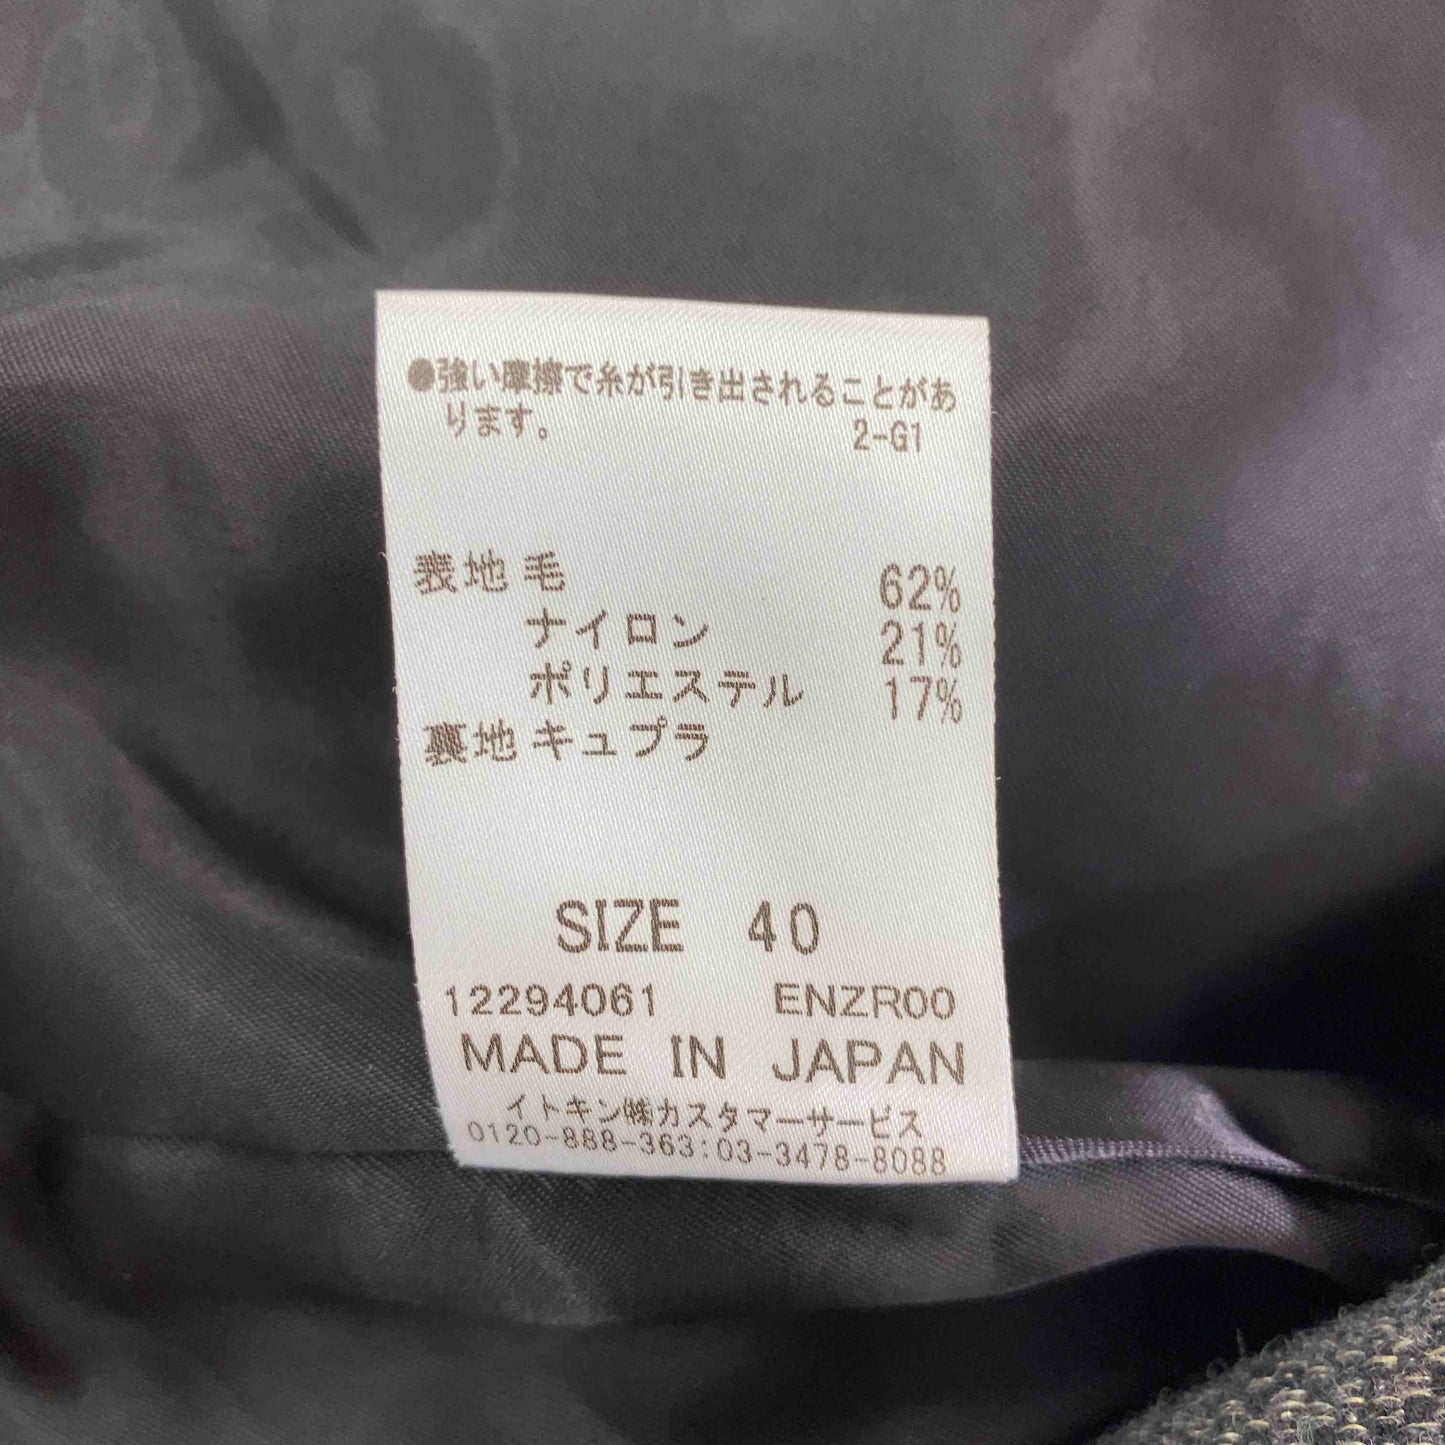 ●強い摩擦で糸が引き出されることがあ
ります。 2-G1
表地 毛 62%
ナイロン 21%
ポリエステル 17%
裏地 キュプラ
SIZE 40
12294061 ENZR00
MADE IN JAPAN
イトキン㈱カスタマーサービス
0120-888-363:03-3478-8088